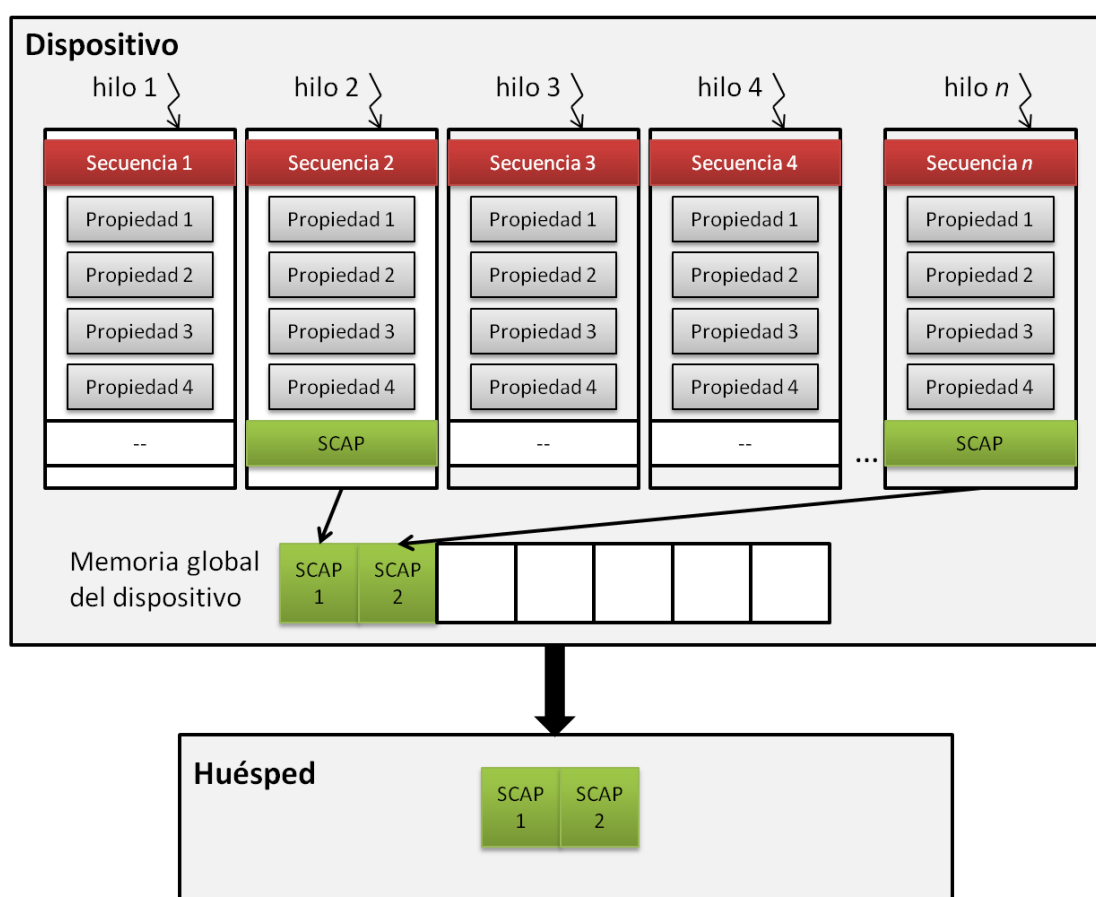 Dispositivo
hilo 1 hilo 2 hilo 3 hilo 4 hilo n
Secuencia 1 Secuencia 2 Secuencia 3 Secuencia 4 Secuencia n
Propiedad 1 Propiedad 1 Propiedad 1 Propiedad 1 Propiedad 1
Propiedad 2 Propiedad 2 Propiedad 2 Propiedad 2 Propiedad 2
Propiedad 3 Propiedad 3 Propiedad 3 Propiedad 3 Propiedad 3
Propiedad 4 Propiedad 4 Propiedad 4 Propiedad 4 Propiedad 4
-- SCAP -- -- ... SCAP
Memoria global
del dispositivo
SCAP SCAP
1 2
Huésped
SCAP SCAP
1 2